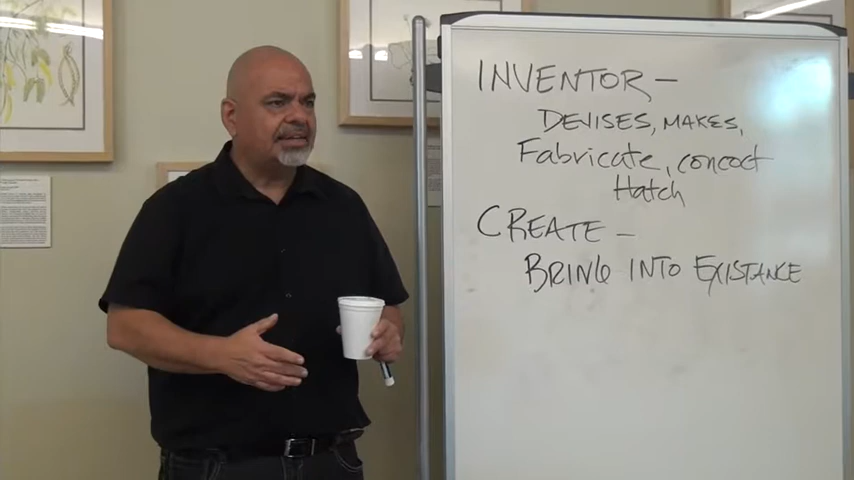 INVENTOR -
DEVISES, MAKES,
Fabricate, concoct
Hatch
CREATE -
BRING INTO EXISTANCE